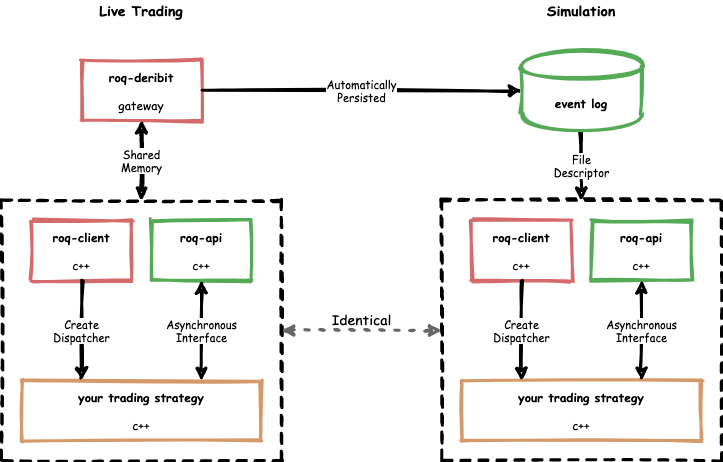 Live Trading
Simulation
roq-deribit
gateway
Automatically
Persisted
event log
Shared
Memory
File
Descriptor
roq-client
c++
roq-api
c++
roq-client
c++
roq-api
c++
Create
Dispatcher
Asynchronous
Interface
Identical
Create
Dispatcher
Asynchronous
Interface
your trading strategy
c++
your trading strategy
c++